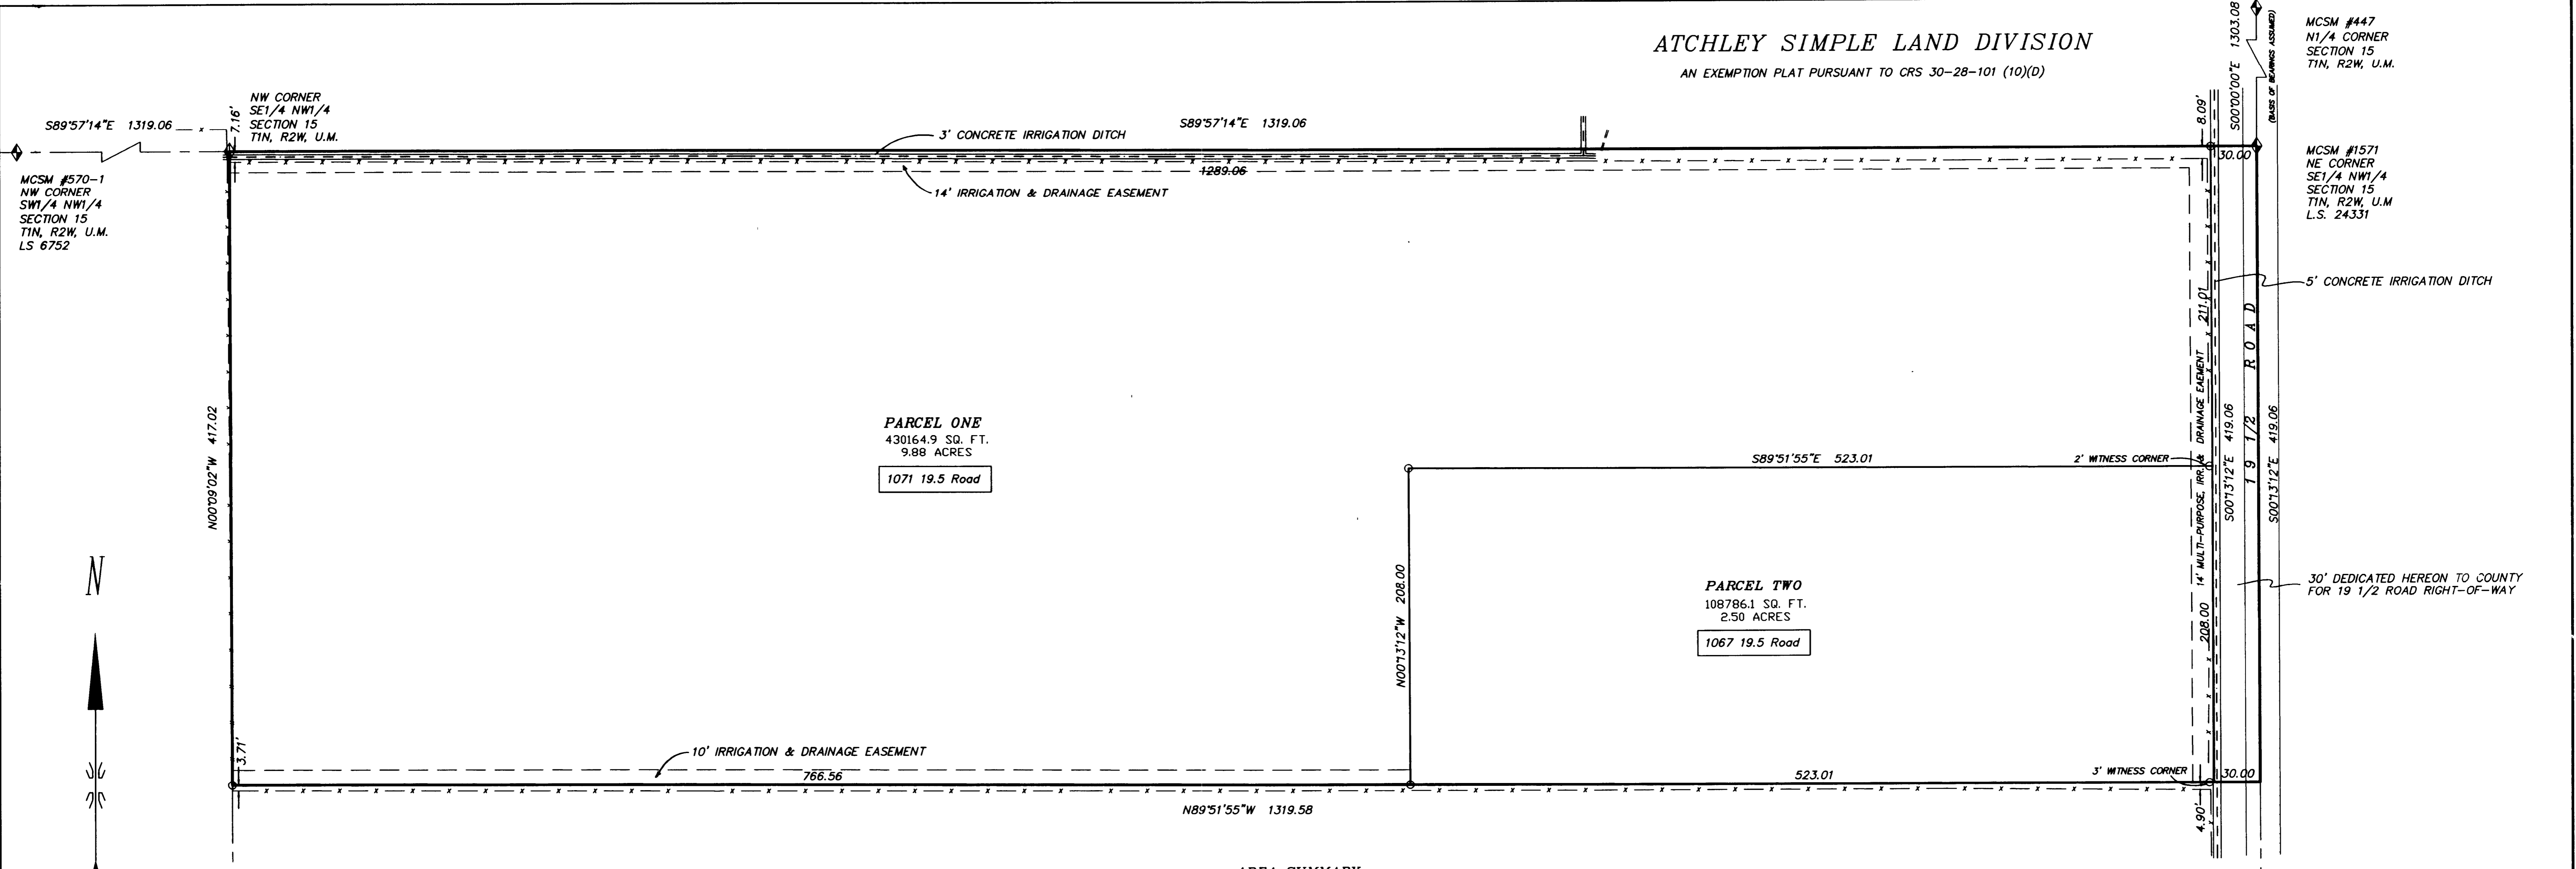 ATCHLEY SIMPLE LAND DIVISION
AN EXEMPTION PLAT PURSUANT TO CRS 30-28-101 (10)(D)
S00°00'00"E 1303.08
(BASIS OF BEARINGS ASSUMED)
MCSM #447
N1/4 CORNER
SECTION 15
T1N, R2W, U.M.
S89°57'14"E 1319.06
7.16'
NW CORNER
SE1/4 NW1/4
SECTION 15
T1N, R2W, U.M.
3' CONCRETE IRRIGATION DITCH
S89°57'14"E 1319.06
8.09'
30.00
MCSM #570-1
NW CORNER
SW1/4 NW1/4
SECTION 15
T1N, R2W, U.M.
LS 6752
1289.06
14' IRRIGATION & DRAINAGE EASEMENT
MCSM #1571
NE CORNER
SE1/4 NW1/4
SECTION 15
T1N, R2W, U.M
L.S. 24331
5' CONCRETE IRRIGATION DITCH
211.01
19 1/2 ROAD
N00°09'02"W 417.02
PARCEL ONE
430164.9 SQ. FT.
9.88 ACRES
1071 19.5 Road
14' MULTI-PURPOSE, IRR. & DRAINAGE EAEMENT
S00°13'12"E 419.06
S00°13'12"E 419.06
S89°51'55"E 523.01
2' WITNESS CORNER
N
N00°13'12"W 208.00
PARCEL TWO
108786.1 SQ. FT.
2.50 ACRES
1067 19.5 Road
208.00
30' DEDICATED HEREON TO COUNTY
FOR 19 1/2 ROAD RIGHT-OF-WAY
3.71'
10' IRRIGATION & DRAINAGE EASEMENT
766.56
523.01
3' WITNESS CORNER
30.00
N89°51'55"W 1319.58
4.90'
AREA SUMMARY